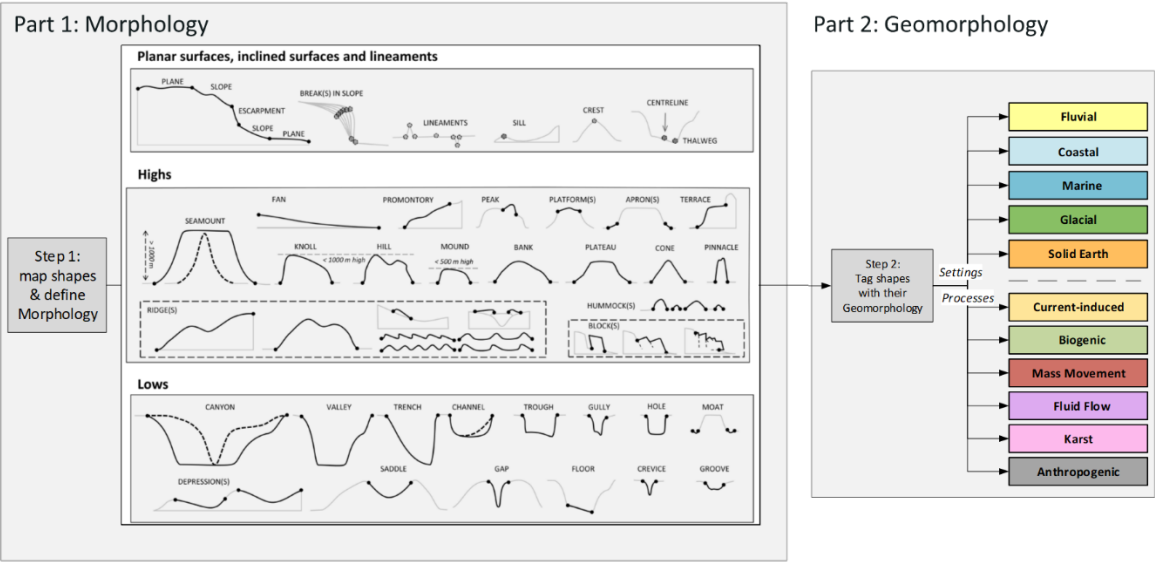 Part 1: Morphology
Part 2: Geomorphology
Planar surfaces, inclined surfaces and lineaments
PLANE
SLOPE
ESCARPMENT
SLOPE
PLANE
BREAK(S) IN SLOPE
LINEAMENTS
SILL
CREST
CENTRELINE
THALWEG
Highs
SEAMOUNT
> 1000 m
FAN
PROMONTORY
PEAK
PLATFORM(S)
APRON(S)
TERRACE
KNOLL
HILL
< 1000 m high
MOUND
< 500 m high
BANK
PLATEAU
CONE
PINNACLE
RIDGE(S)
HUMMOCK(S)
BLOCK(S)
Lows
CANYON
VALLEY
TRENCH
CHANNEL
TROUGH
GULLY
HOLE
MOAT
DEPRESSION(S)
SADDLE
GAP
FLOOR
CREVICE
GROOVE
Step 1:
map shapes
& define
Morphology
Step 2:
Tag shapes
with their
Geomorphology
Settings
Processes
Fluvial
Coastal
Marine
Glacial
Solid Earth
Current-induced
Biogenic
Mass Movement
Fluid Flow
Karst
Anthropogenic